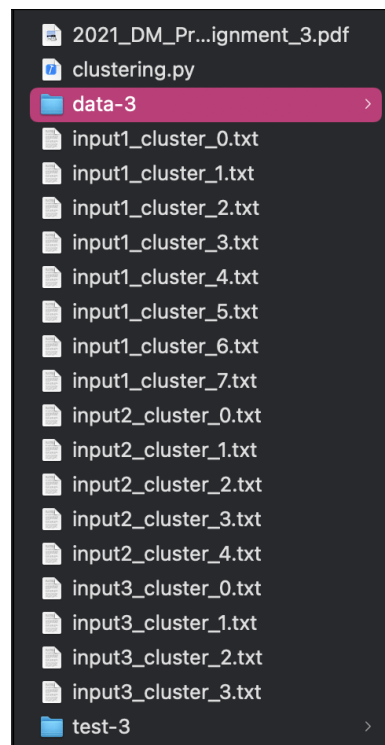 2021_DM_Pr...ignment_3.pdf
clustering.py
data-3
input1_cluster_0.txt
input1_cluster_1.txt
input1_cluster_2.txt
input1_cluster_3.txt
input1_cluster_4.txt
input1_cluster_5.txt
input1_cluster_6.txt
input1_cluster_7.txt
input2_cluster_0.txt
input2_cluster_1.txt
input2_cluster_2.txt
input2_cluster_3.txt
input2_cluster_4.txt
input3_cluster_0.txt
input3_cluster_1.txt
input3_cluster_2.txt
input3_cluster_3.txt
test-3